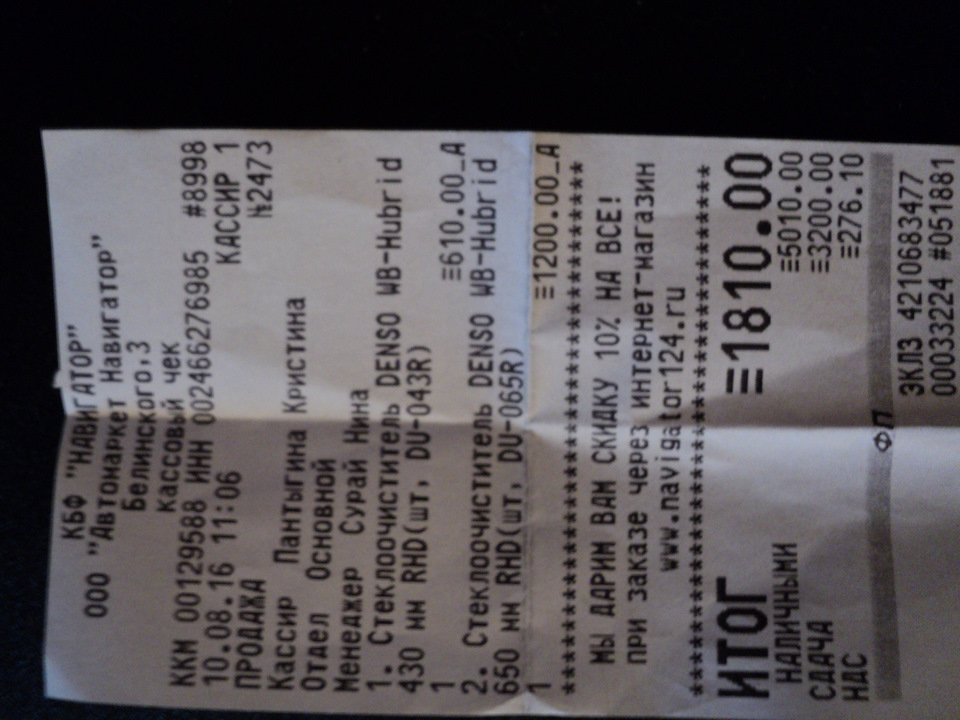 КБФ "НАВИГАТОР"
ООО "Автомаркет Навигатор"
Белинского,3
кассовый чек
ККМ 00129588 ИНН 002466276985 #8998
10.08.16 11:06 КАССИР 1
ПРОДАЖА №2473
Кассир Пантыгина Кристина
Отдел Основной
Менеджер Сурай Нина
1. Стеклоочиститель DENSO WB-Hubrid
430 мм RHD(шт, DU-043R)
1 ≡610.00_А
2. Стеклоочиститель DENSO WB-Hubrid
650 мм RHD(шт, DU-065R)
1 ≡1200.00_А
****************************************
МЫ ДАРИМ ВАМ СКИДКУ 10% НА ВСЕ!
ПРИ заказе через интернет-магазин
www.navigator124.ru
****************************************
ИТОГ ≡1810.00
НАЛИЧНЫМИ ≡5010.00
СДАЧА ≡3200.00
НДС ≡276.10
ФП
ЭКЛЗ 4210683477
00033224 #051881